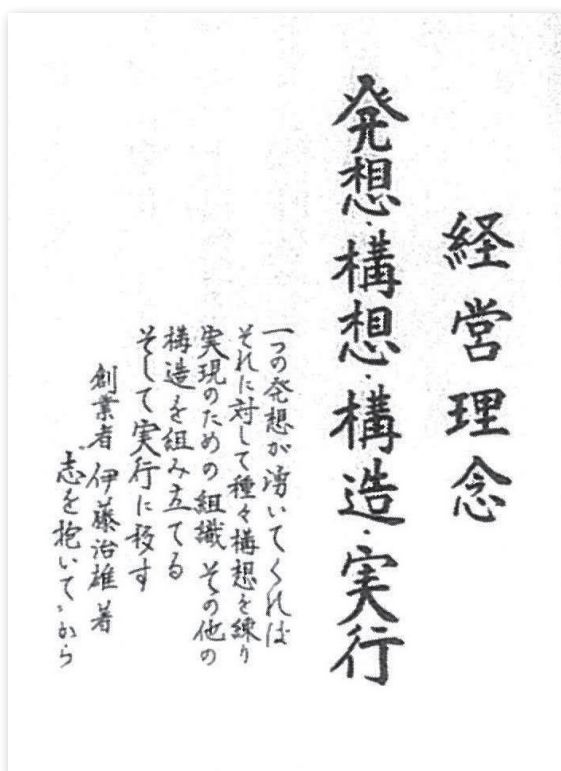 経営理念
発想・構想・構造・実行
一つの発想が湧いてくれば
それに対して種々構想を練り
実現のための組識その他の
構造を組み立てる
そして実行に移す
創業者 伊藤治雄 著
“志を抱いて”から